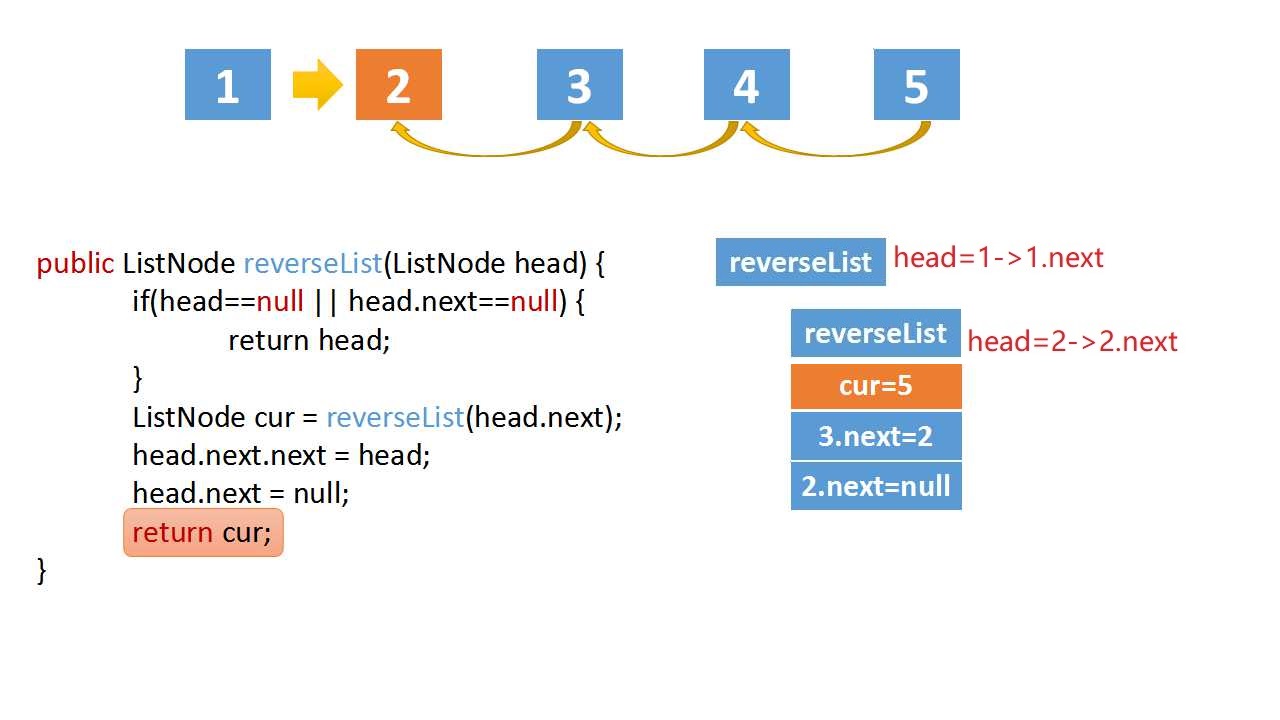 1 2 3 4 5
public ListNode reverseList(ListNode head) {
if(head==null || head.next==null) {
return head;
}
ListNode cur = reverseList(head.next);
head.next.next = head;
head.next = null;
return cur;
}
reverseList head=1->1.next
reverseList head=2->2.next
cur=5
3.next=2
2.next=null